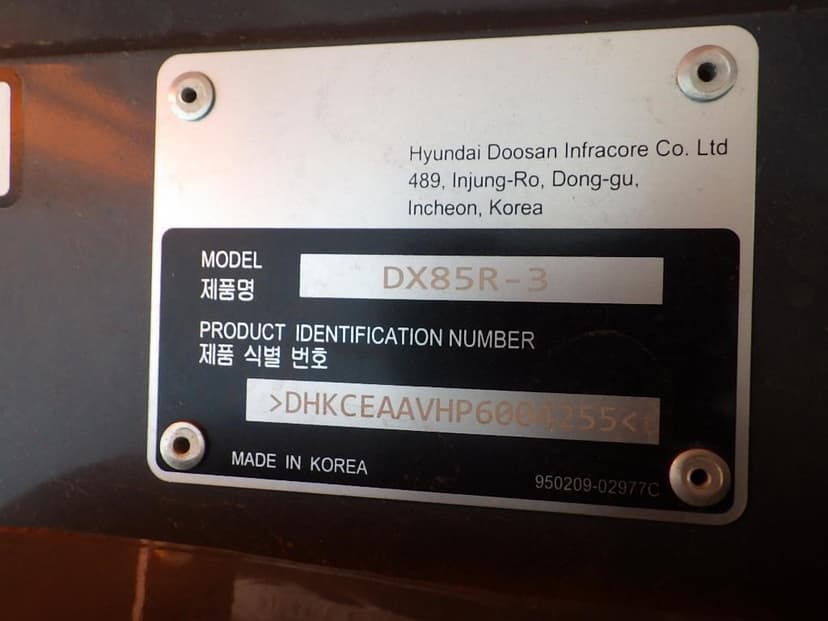 Hyundai Doosan Infracore Co. Ltd
489, Injung-Ro, Dong-gu,
Incheon, Korea
MODEL
제품명
DX85R-3
PRODUCT IDENTIFICATION NUMBER
제품 식별 번호
>DHKCEAAVHP6004255<
MADE IN KOREA
950209-02977C